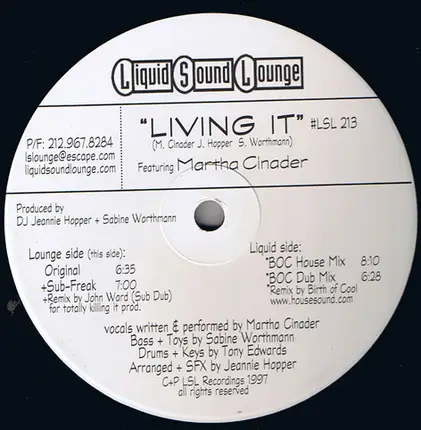 Liquid Sound Lounge
"LIVING IT" #LSL 213
(M. Cinader J. Hopper S. Worthmann)
Featuring Martha Cinader
P/F: 212.967.8284
lslounge@escape.com
liquidsoundlounge.com
Produced by
DJ Jeannie Hopper + Sabine Worthmann
Lounge side (this side):
Original 6:35
+Sub-Freak 7:00
+Remix by John Ward (Sub Dub)
for totally killing it prod.
Liquid side:
*BOC House Mix 8:10
*BOC Dub Mix 6:28
*Remix by Birth of Cool
www.housesound.com
vocals written & performed by Martha Cinader
Bass + Toys by Sabine Worthmann
Drums + Keys by Tony Edwards
Arranged + SFX by Jeannie Hopper
C+P LSL Recordings 1997
all rights reserved